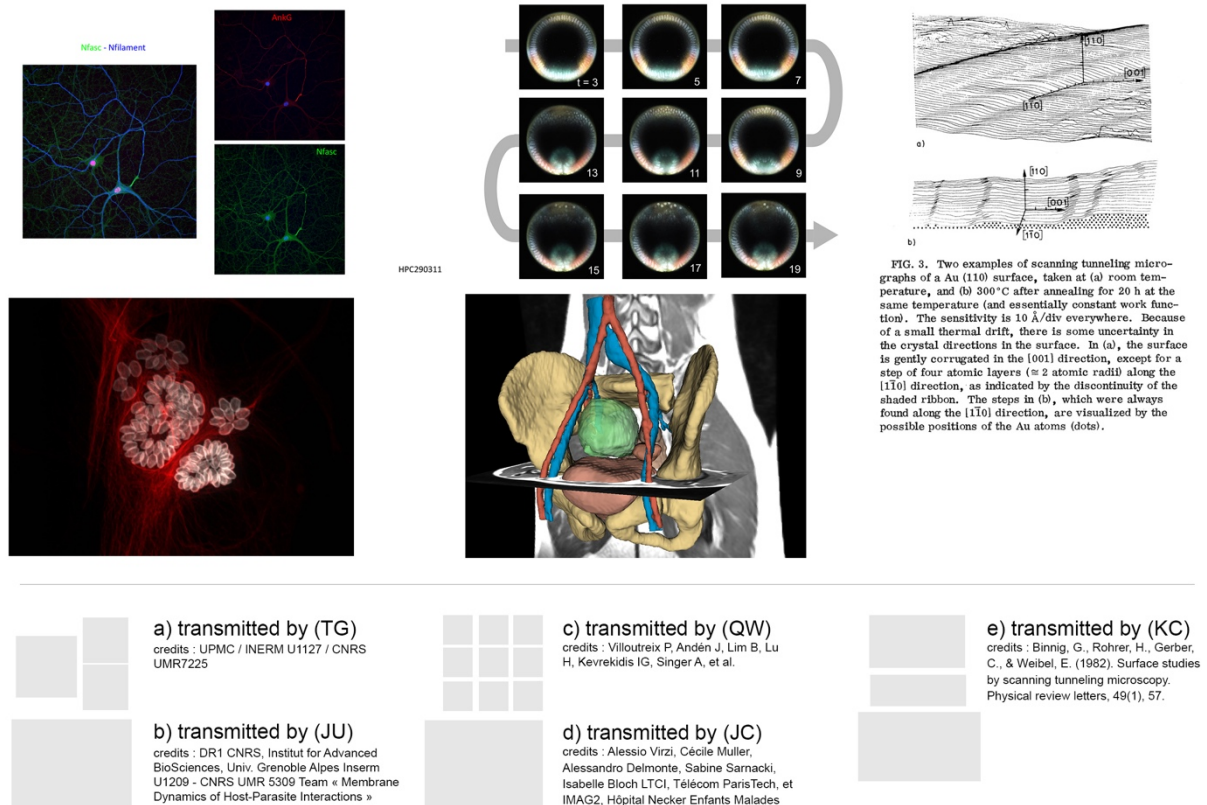 AnkG
Nfasc - Nfilament
Nfasc
HPC290311
t = 3
5
7
13
11
9
15
17
19
[110]
[001]
[1̄10]
a)
[110]
[001]
[11̄0]
b)
FIG. 3. Two examples of scanning tunneling micro-
graphs of a Au (110) surface, taken at (a) room tem-
perature, and (b) 300°C after annealing for 20 h at the
same temperature (and essentially constant work func-
tion). The sensitivity is 10 Å/div everywhere. Because
of a small thermal drift, there is some uncertainty in
the crystal directions in the surface. In (a), the surface
is gently corrugated in the [001] direction, except for a
step of four atomic layers (≅ 2 atomic radii) along the
[11̄0] direction, as indicated by the discontinuity of the
shaded ribbon. The steps in (b), which were always
found along the [11̄0] direction, are visualized by the
possible positions of the Au atoms (dots).
a) transmitted by (TG)
credits : UPMC / INERM U1127 / CNRS
UMR7225
b) transmitted by (JU)
credits : DR1 CNRS, Institut for Advanced
BioSciences, Univ. Grenoble Alpes Inserm
U1209 - CNRS UMR 5309 Team « Membrane
Dynamics of Host-Parasite Interactions »
c) transmitted by (QW)
credits : Villoutreix P, Andén J, Lim B, Lu
H, Kevrekidis IG, Singer A, et al.
d) transmitted by (JC)
credits : Alessio Virzi, Cécile Muller,
Alessandro Delmonte, Sabine Sarnacki,
Isabelle Bloch LTCI, Télécom ParisTech, et
IMAG2, Hôpital Necker Enfants Malades
e) transmitted by (KC)
credits : Binnig, G., Rohrer, H., Gerber,
C., & Weibel, E. (1982). Surface studies
by scanning tunneling microscopy.
Physical review letters, 49(1), 57.